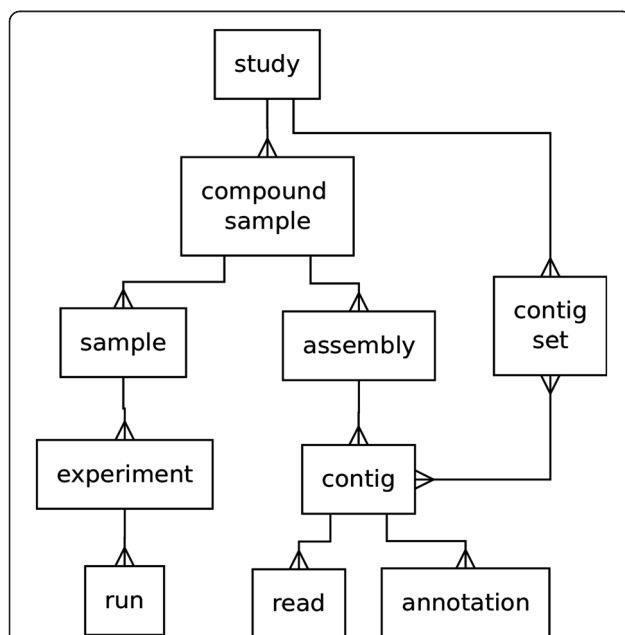 study
compound
sample
contig
set
sample
assembly
experiment
contig
run
read
annotation